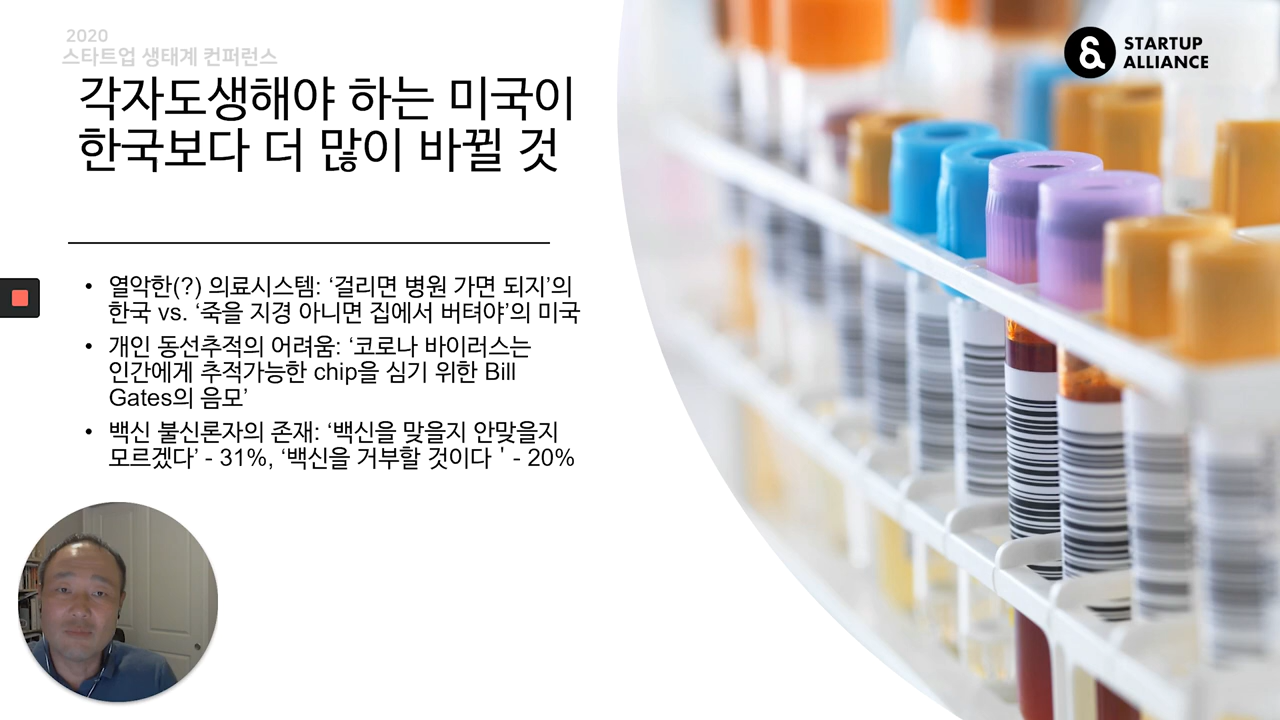 2020
스타트업 생태계 컨퍼런스
각자도생해야 하는 미국이
한국보다 더 많이 바뀔 것
& STARTUP
ALLIANCE
• 열악한(?) 의료시스템: ‘걸리면 병원 가면 되지’의
한국 vs. ‘죽을 지경 아니면 집에서 버텨야’의 미국
• 개인 동선추적의 어려움: ‘코로나 바이러스는
인간에게 추적가능한 chip을 심기 위한 Bill
Gates의 음모’
• 백신 불신론자의 존재: ‘백신을 맞을지 안맞을지
모르겠다’ - 31%, ‘백신을 거부할 것이다 ＇- 20%